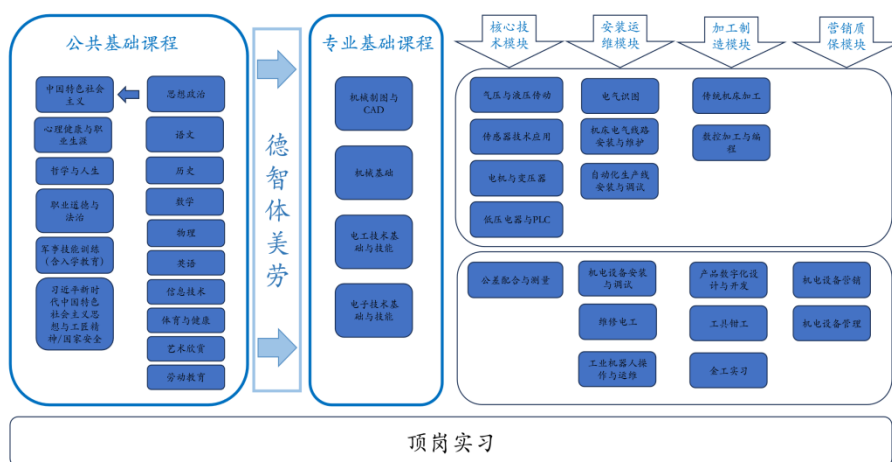 公共基础课程
中国特色社会
主义
心理健康与职
业生涯
哲学与人生
职业道德与
法治
军事技能训练
（含入学教育）
习近平新时
代中国特色
社会主义思
想与工匠精
神/国家安全
思想政治
语文
历史
数学
物理
英语
信息技术
体育与健康
艺术欣赏
劳动教育
德智体美劳
专业基础课程
机械制图与
CAD
机械基础
电工技术基
础与技能
电子技术基
础与技能
核心技
术模块
安装运
维模块
加工制
造模块
营销质
保模块
气压与液压传动
传感器技术应用
电机与变压器
低压电器与PLC
电气识图
机床电气线路
安装与维护
自动化生产线
安装与调试
传统机床加工
数控加工与编
程
公差配合与测量
机电设备安装
与调试
维修电工
工业机器人操
作与运维
产品数字化设
计与开发
工具钳工
金工实习
机电设备营销
机电设备管理
顶岗实习